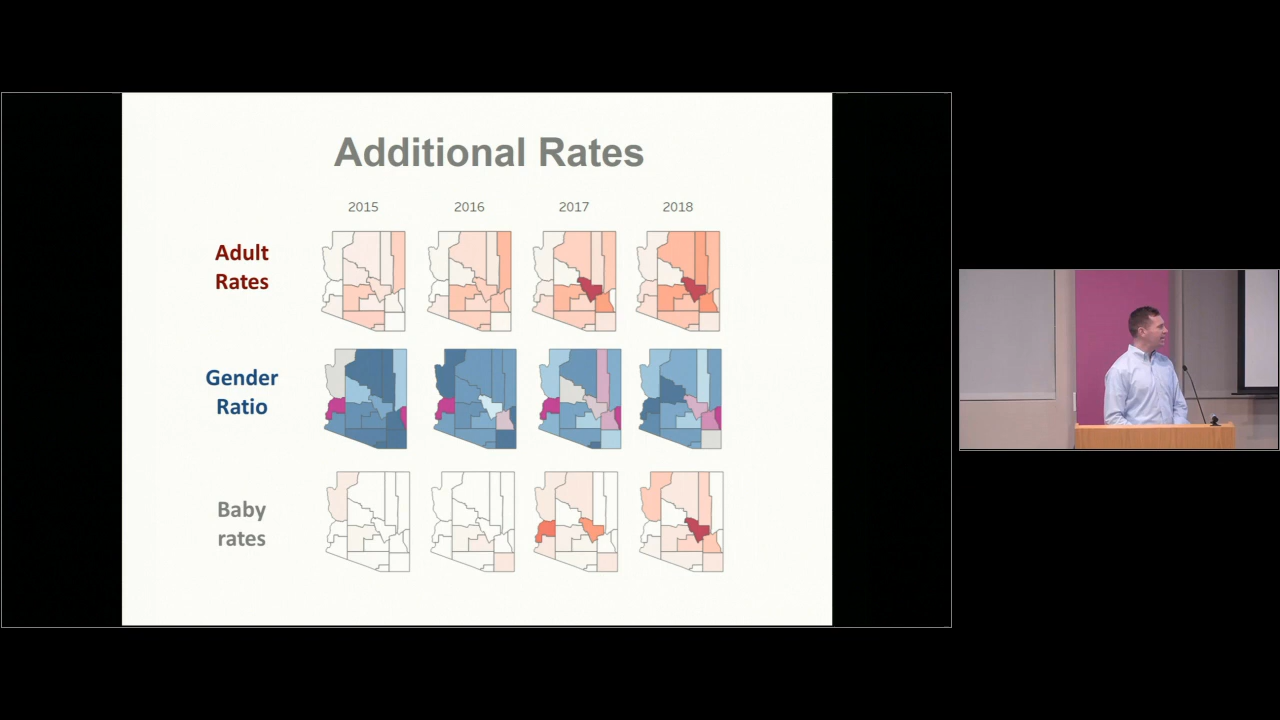 Additional Rates
2015 2016 2017 2018
Adult
Rates
Gender
Ratio
Baby
rates